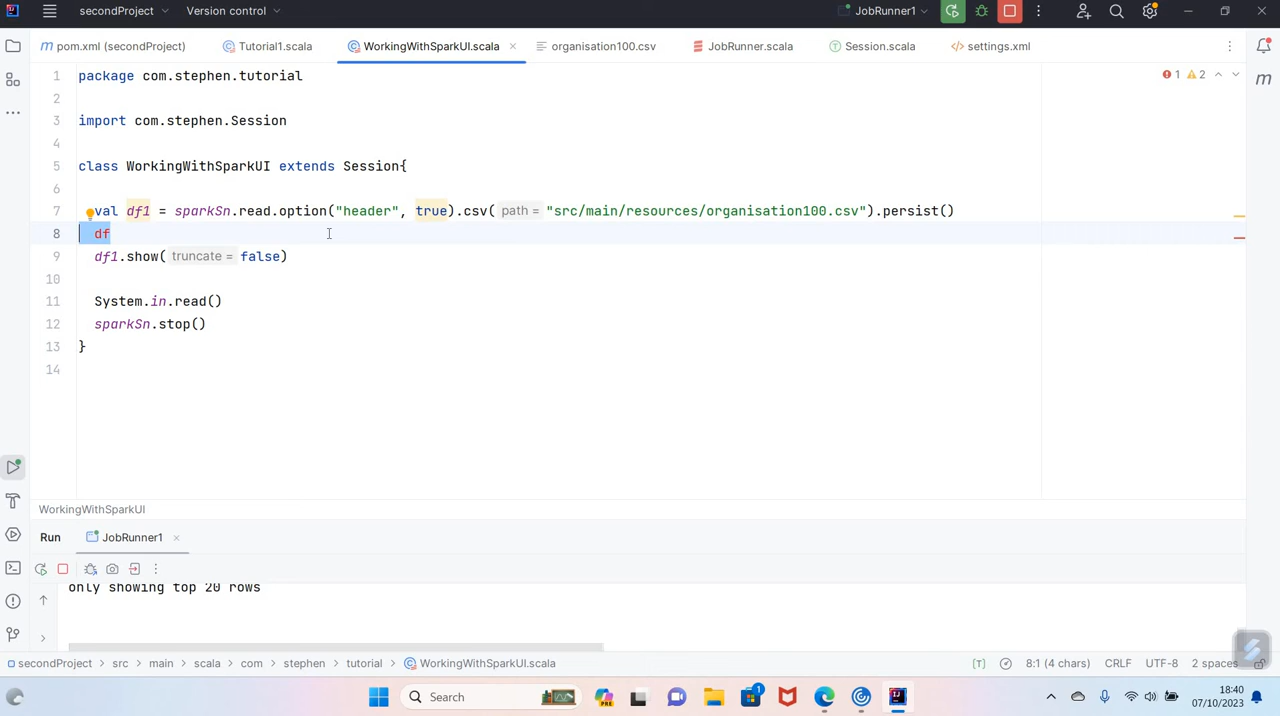 secondProject
Version control
JobRunner1
pom.xml (secondProject)
Tutorial1.scala
WorkingWithSparkUI.scala
organisation100.csv
JobRunner.scala
Session.scala
settings.xml
1 package com.stephen.tutorial
1 2
2
3 import com.stephen.Session
4
5 class WorkingWithSparkUI extends Session{
6
7 val df1 = sparkSn.read.option("header", true).csv( path = "src/main/resources/organisation100.csv").persist()
8 df
9 df1.show( truncate = false)
10
11 System.in.read()
12 sparkSn.stop()
13 }
14
WorkingWithSparkUI
Run
JobRunner1
only showing top 20 rows
secondProject > src > main > scala > com > stephen > tutorial > WorkingWithSparkUI.scala
8:1 (4 chars)
CRLF
UTF-8
2 spaces
Search
PRE
1
18:40
07/10/2023